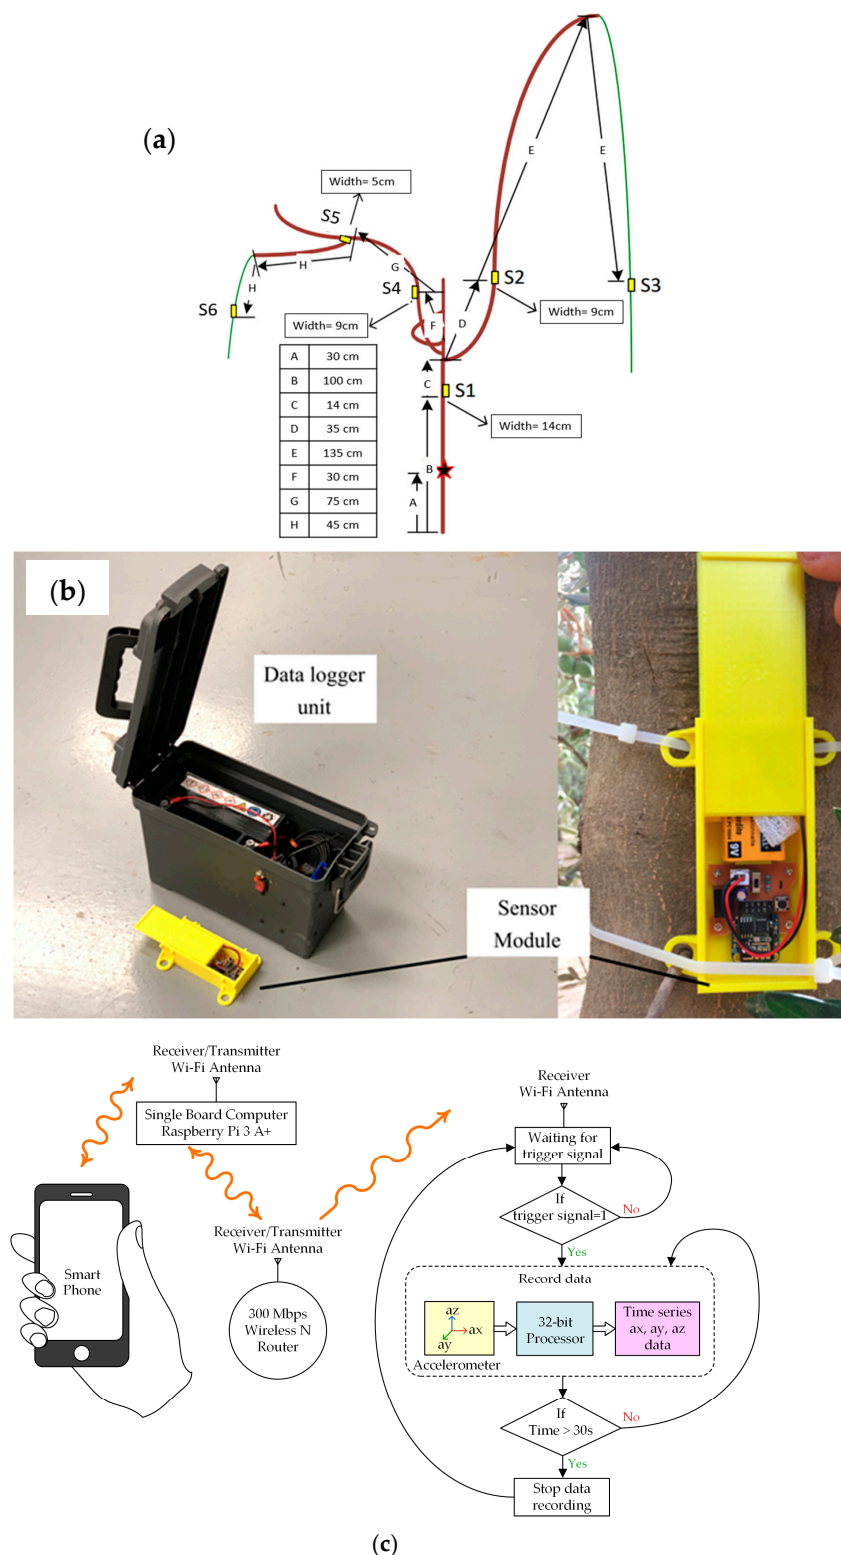 (a)
E
E
Width= 5cm
S5
H
G
H
S4
S2
S3
S6
Width= 9cm
F
D
Width= 9cm
A 30 cm
B 100 cm
C 14 cm
D 35 cm
E 135 cm
F 30 cm
G 75 cm
H 45 cm
C
S1
Width= 14cm
B
A
(b)
Data logger
unit
Sensor
Module
9V
Receiver/Transmitter
Wi-Fi Antenna
Single Board Computer
Raspberry Pi 3 A+
Receiver/Transmitter
Wi-Fi Antenna
Smart
Phone
300 Mbps
Wireless N
Router
Receiver
Wi-Fi Antenna
Waiting for
trigger signal
If
trigger signal=1
No
Yes
Record data
az
ax
ay
Accelerometer
32-bit
Processor
Time series
ax, ay, az
data
If
Time > 30s
No
Yes
Stop data
recording
(c)